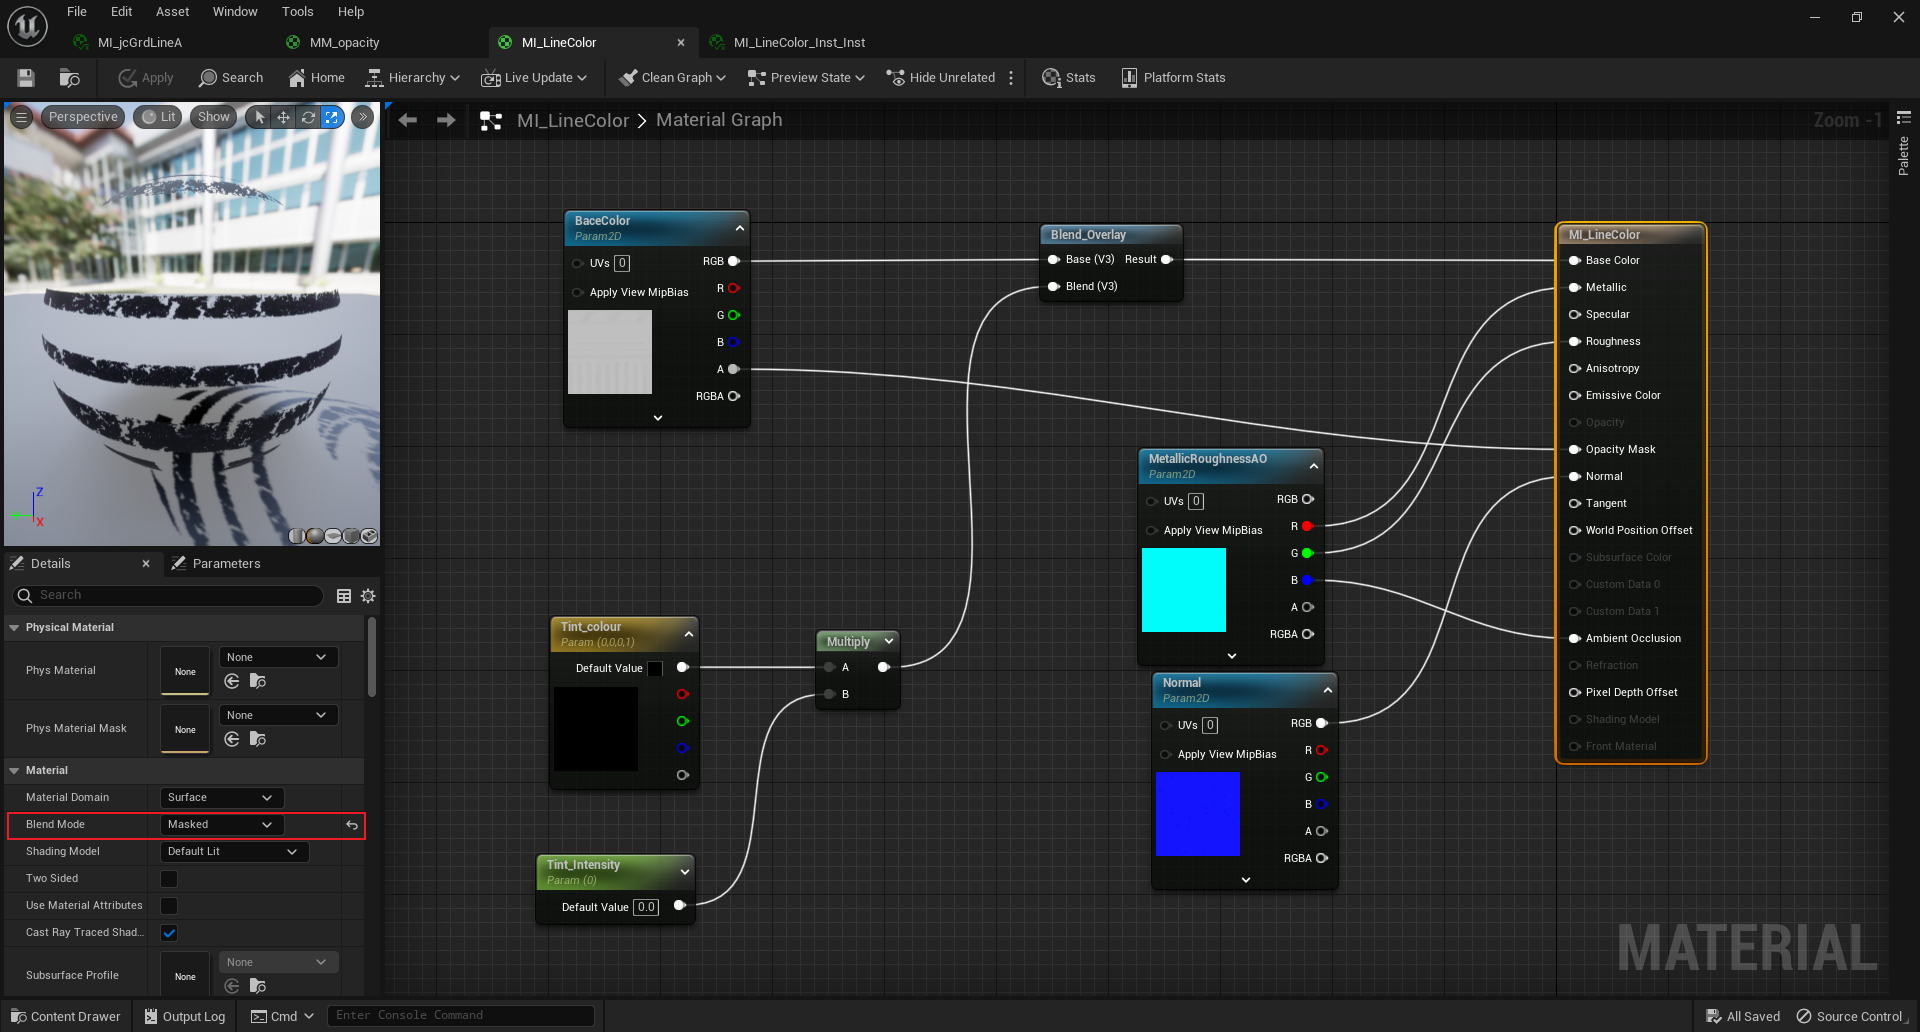 File Edit Asset Window Tools Help
MI_jcGrdLineA MM_opacity MI_LineColor MI_LineColor_Inst_Inst
Apply Search Home Hierarchy Live Update Clean Graph Preview State Hide Unrelated Stats Platform Stats
Perspective Lit Show
MI_LineColor Material Graph
Zoom -1
Palette
BaceColor
Param2D
UVs 0 RGB
R
Apply View MipBias
G
B
A
RGBA
Blend_Overlay
Base (V3) Result
Blend (V3)
MI_LineColor
Base Color
Metallic
Specular
Roughness
Anisotropy
Emissive Color
Opacity
Opacity Mask
Normal
Tangent
World Position Offset
Subsurface Color
Custom Data 0
Custom Data 1
Ambient Occlusion
Refraction
Pixel Depth Offset
Shading Model
Front Material
MetallicRoughnessAO
Param2D
UVs 0 RGB
R
Apply View MipBias
G
B
A
RGBA
Normal
Param2D
UVs 0 RGB
R
Apply View MipBias
G
B
A
RGBA
Tint_colour
Param (0,0,0,1)
Default Value
Multiply
A
B
Tint_Intensity
Param (0)
Default Value 0.0
MATERIAL
Z
Y
X
Details Parameters
Search
Physical Material
Phys Material None None
Phys Material Mask None None
Material
Material Domain Surface
Blend Mode Masked
Shading Model Default Lit
Two Sided
Use Material Attributes
Cast Ray Traced Shad...
Subsurface Profile None None
Content Drawer Output Log Cmd Enter Console Command All Saved Source Control